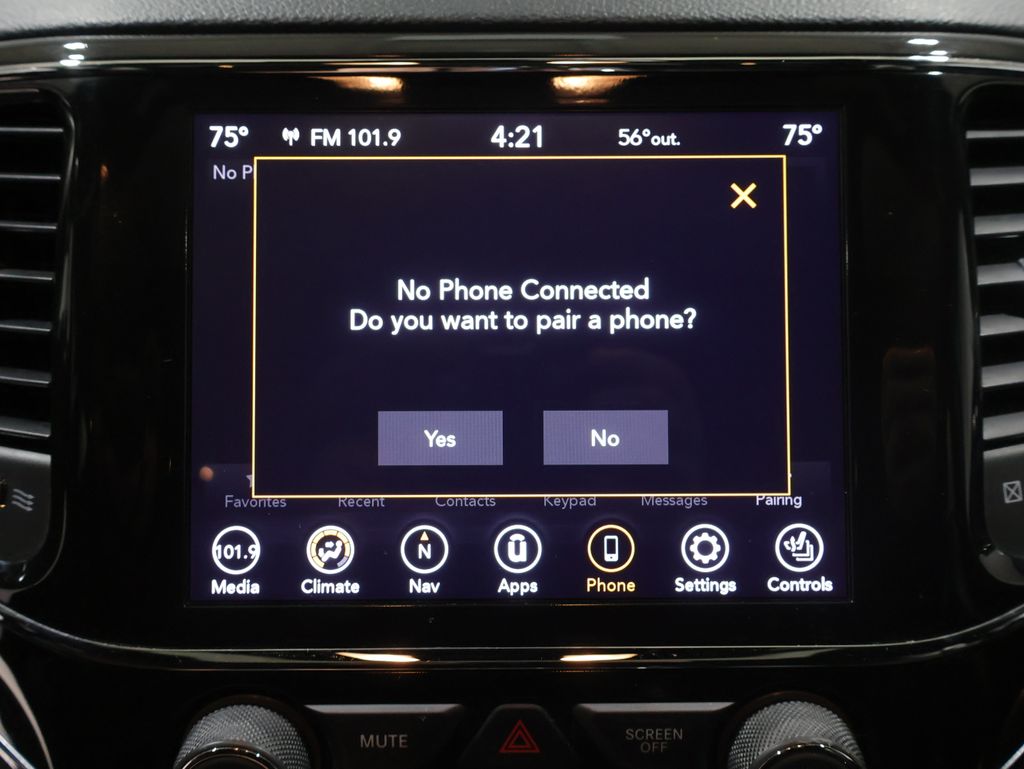 75° FM 101.9 4:21 56°out. 75°
No P
No Phone Connected
Do you want to pair a phone?
Yes No
Favorites Recent Contacts Keypad Messages Pairing
101.9 N
Media Climate Nav Apps Phone Settings Controls
MUTE SCREEN
OFF